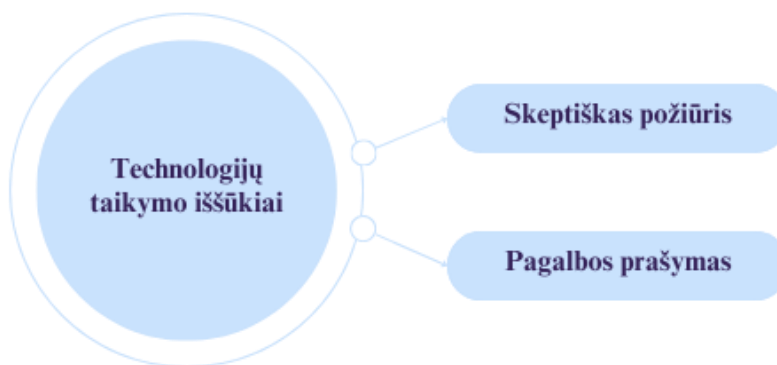 Technologijų
taikymo iššūkiai
Skeptiškas požiūris
Pagalbos prašymas